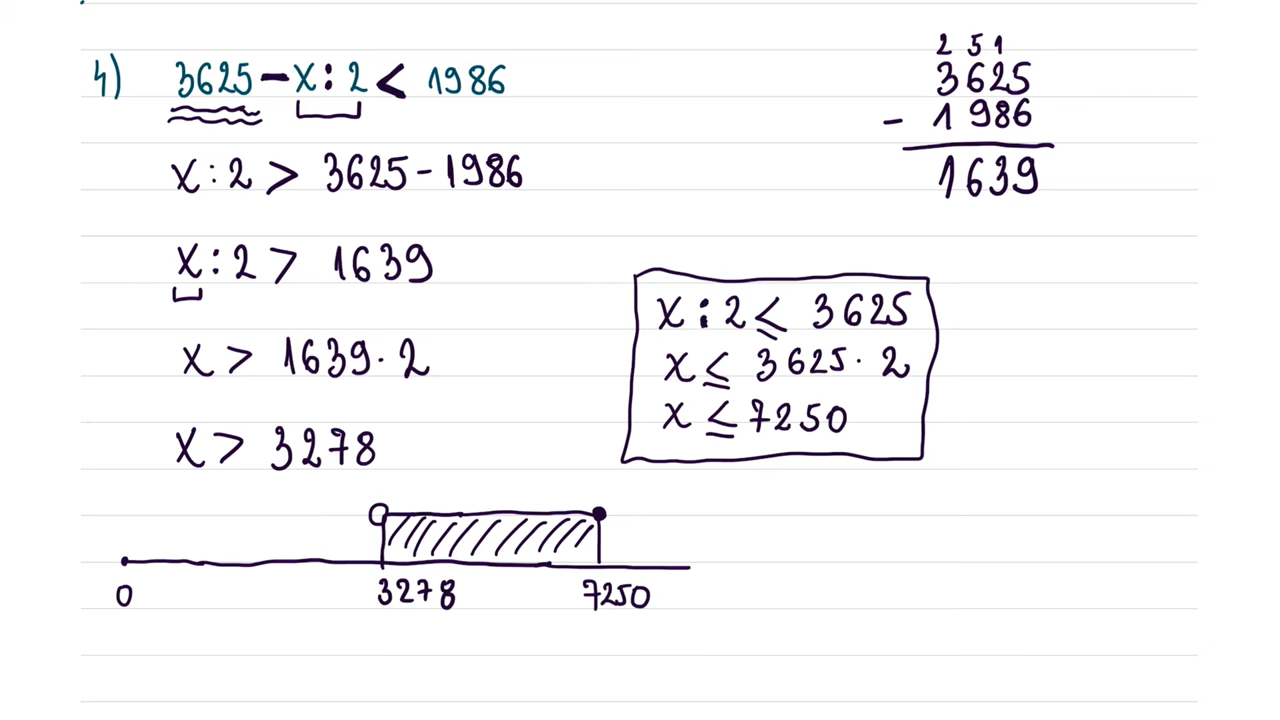 4) 3625 - x : 2 < 1986
x : 2 > 3625 - 1986
x : 2 > 1639
x > 1639 · 2
x > 3278
0 3278 7250
2 5 1
3625
- 1986
1639
x : 2 ≤ 3625
x ≤ 3625 · 2
x ≤ 7250